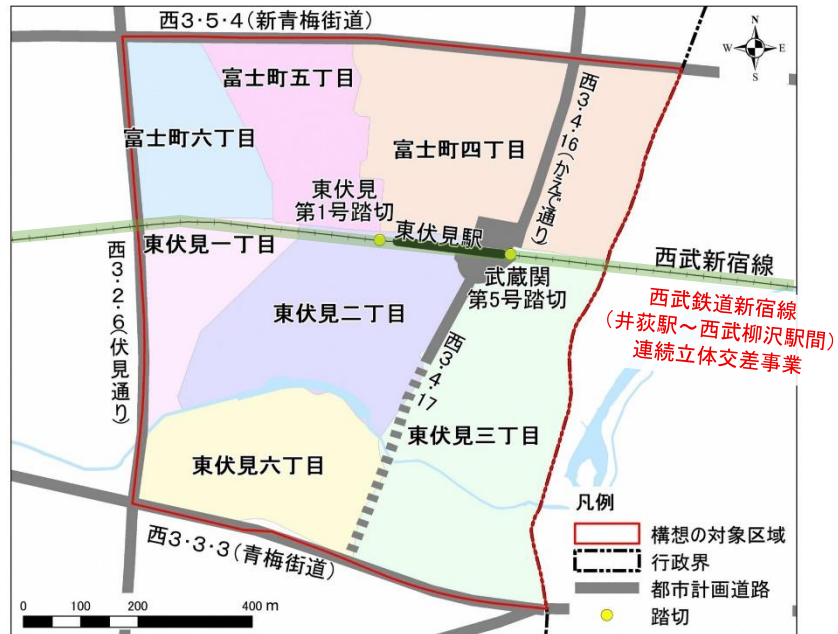 西3・5・4(新青梅街道)
N
W
E
S
富士町五丁目
富士町六丁目
富士町四丁目
西3・4・16(かえで通り)
東伏見
第1号踏切
東伏見駅
東伏見一丁目
西武新宿線
武蔵関
第5号踏切
西武鉄道新宿線
(井荻駅~西武柳沢駅間)
連続立体交差事業
西3・2・6(伏見通り)
東伏見二丁目
西3・4・17
東伏見三丁目
東伏見六丁目
西3・3・3(青梅街道)
凡例
構想の対象区域
行政界
都市計画道路
踏切
0 100 200 400 m